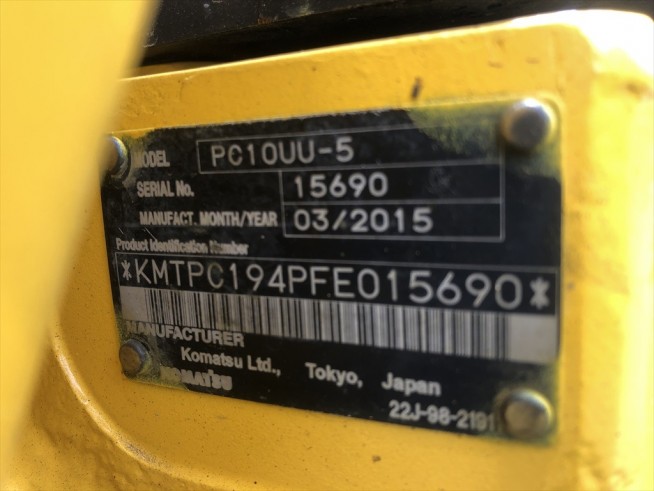 MODEL PC10UU-5
SERIAL No. 15690
MANUFACT. MONTH/YEAR 03/2015
Product Identification Number
*KMTPC194PFE015690*
MANUFACTURER
Komatsu Ltd., Tokyo, Japan
KOMATSU
22J-98-2191